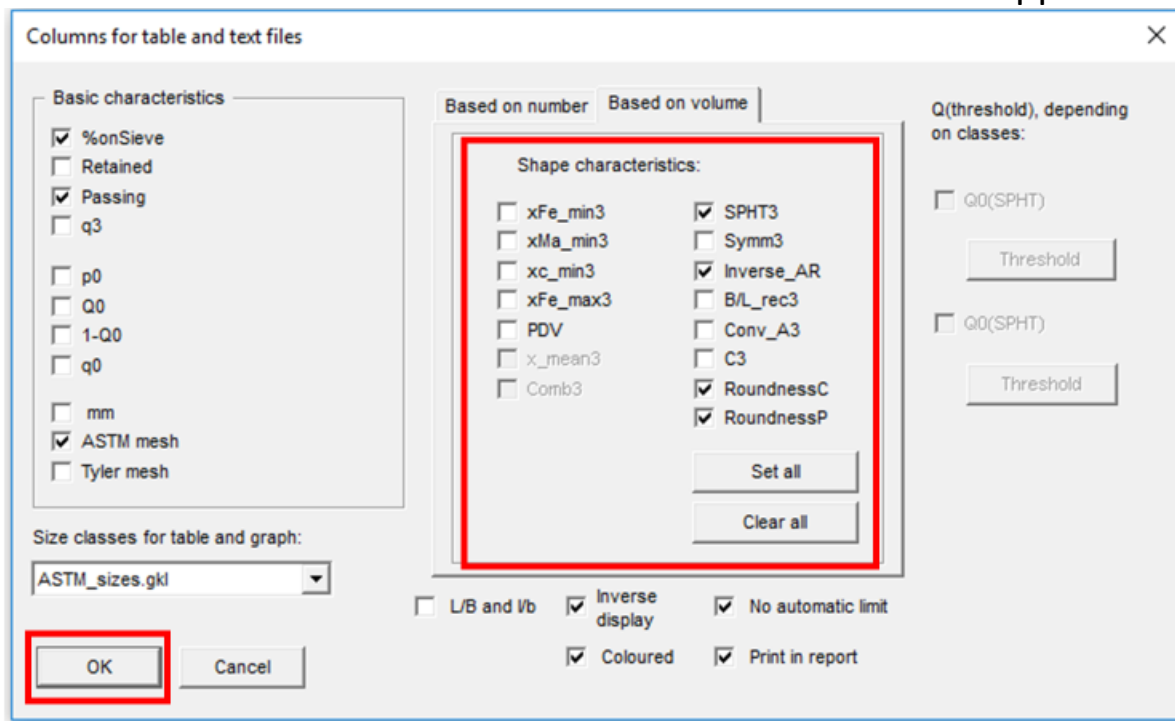 Columns for table and text files
Basic characteristics
%onSieve
Retained
Passing
q3
p0
Q0
1-Q0
q0
mm
ASTM mesh
Tyler mesh
Size classes for table and graph:
ASTM_sizes.gkl
OK
Cancel
Based on number
Based on volume
Shape characteristics:
xFe_min3
xMa_min3
xc_min3
xFe_max3
PDV
x_mean3
Comb3
SPHT3
Symm3
Inverse_AR
B/L_rec3
Conv_A3
C3
RoundnessC
RoundnessP
Set all
Clear all
L/B and l/b
Inverse
display
No automatic limit
Coloured
Print in report
Q(threshold), depending
on classes:
Q0(SPHT)
Threshold
Q0(SPHT)
Threshold